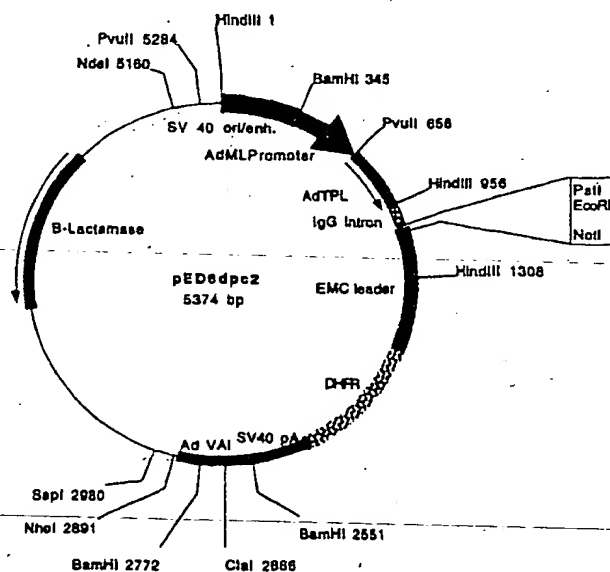 HindIII 1
PvuII 5284
NdeI 5160
BamHI 345
SV 40 ori/enh.
PvuII 656
AdMLPromoter
HindIII 956
PstI
EcoRI
NotI
AdTPL
IgG Intron
B-Lactamase
pED6dpc2
5374 bp
EMC leader
HindIII 1308
DHFR
Ad VAI
SV40 pA
SapI 2980
NheI 2891
BamHI 2551
BamHI 2772
ClaI 2866